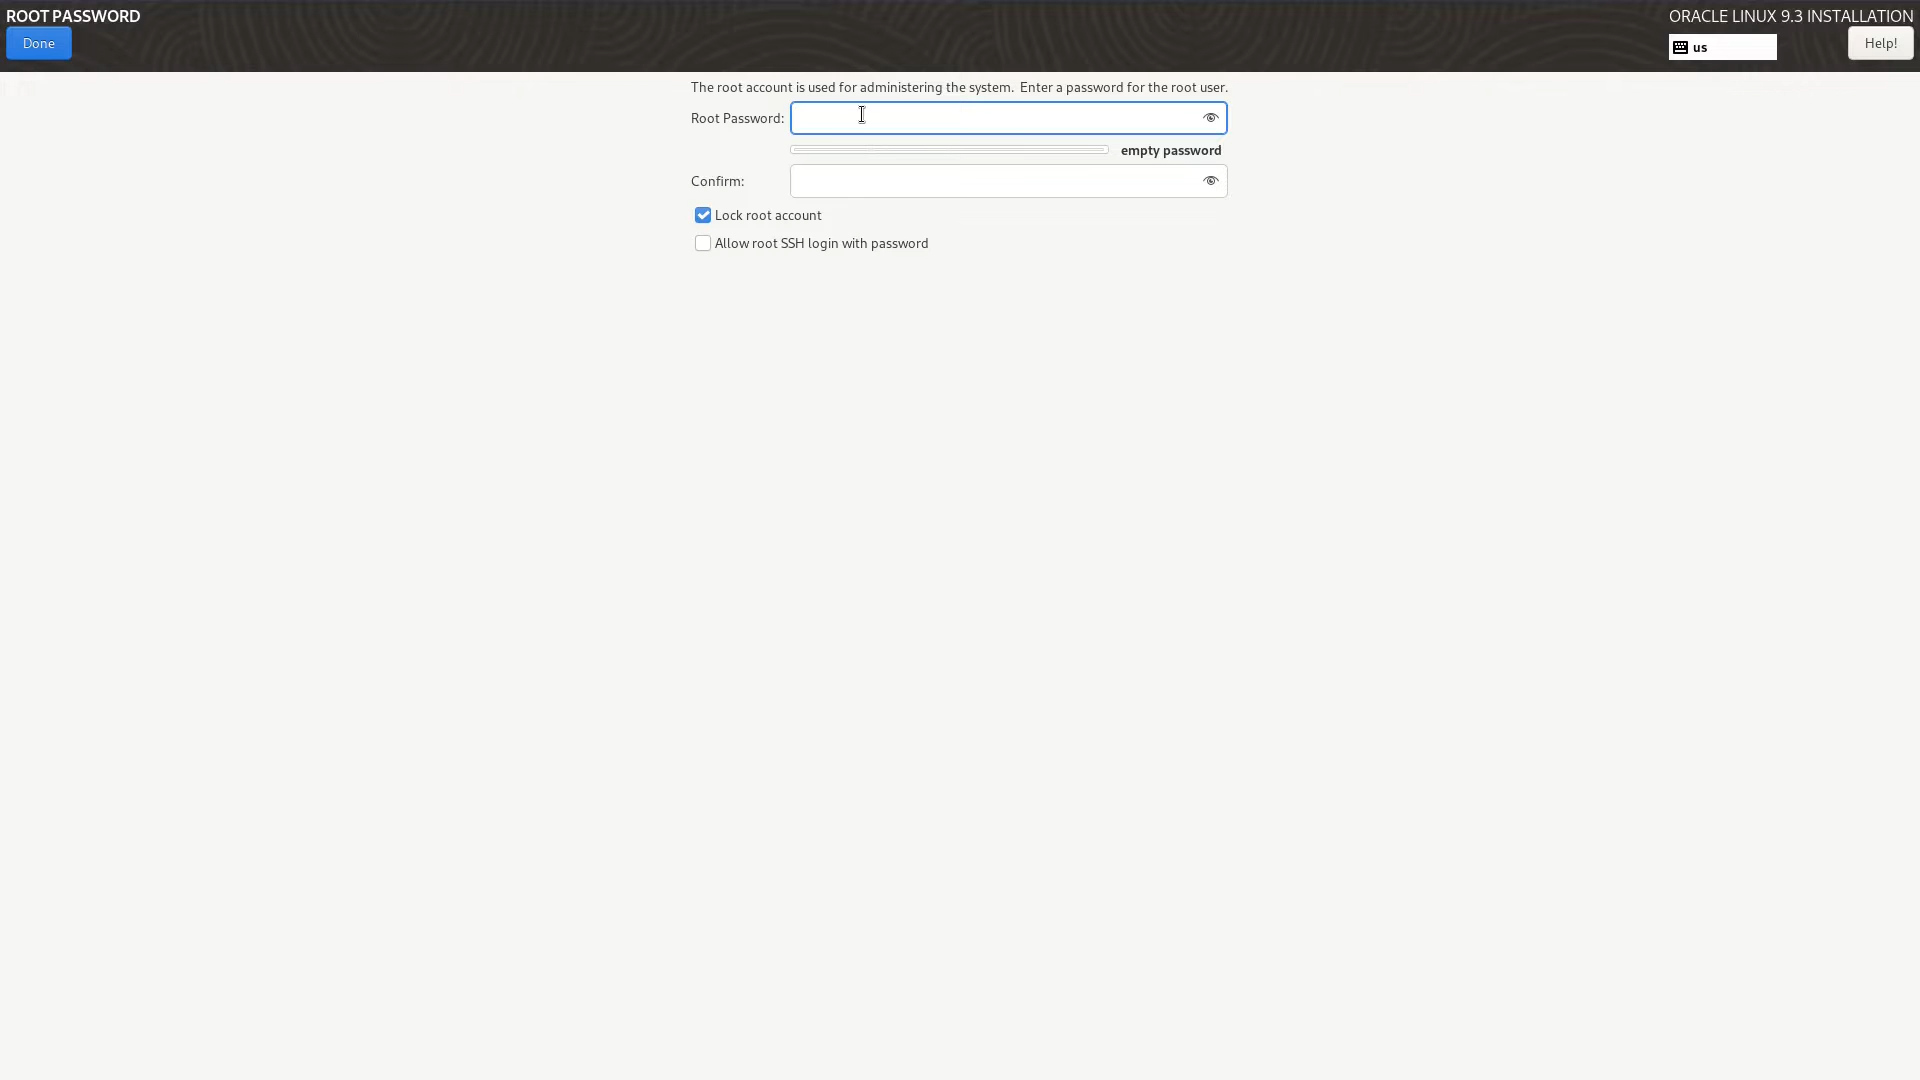 ROOT PASSWORD
ORACLE LINUX 9.3 INSTALLATION
Done
us
Help!
The root account is used for administering the system. Enter a password for the root user.
Root Password:
empty password
Confirm:
Lock root account
Allow root SSH login with password